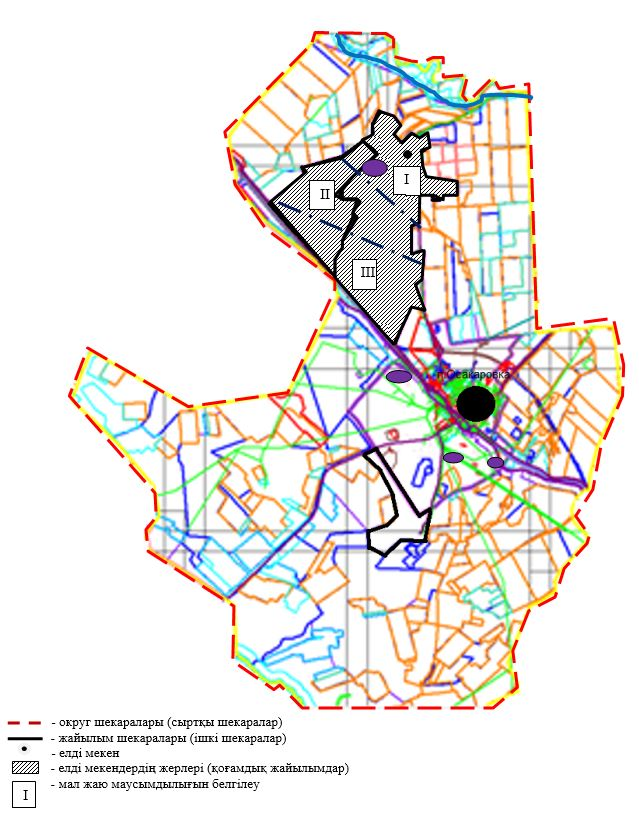 I
II
III
п.Осакаровка
- округ шекаралары (сыртқы шекаралар)
- жайылым шекаралары (ішкі шекаралар)
- елді мекен
- елді мекендердің жерлері (қоғамдық жайылымдар)
I - мал жаю маусымдылығын белгілеу